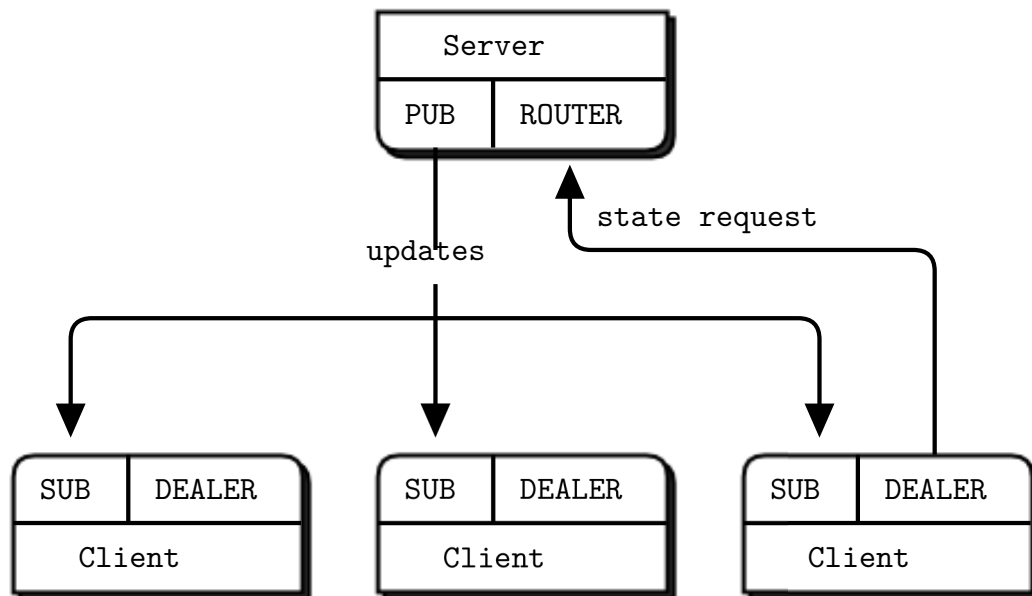 Server
PUB ROUTER
state request
updates
SUB DEALER SUB DEALER SUB DEALER
Client Client Client